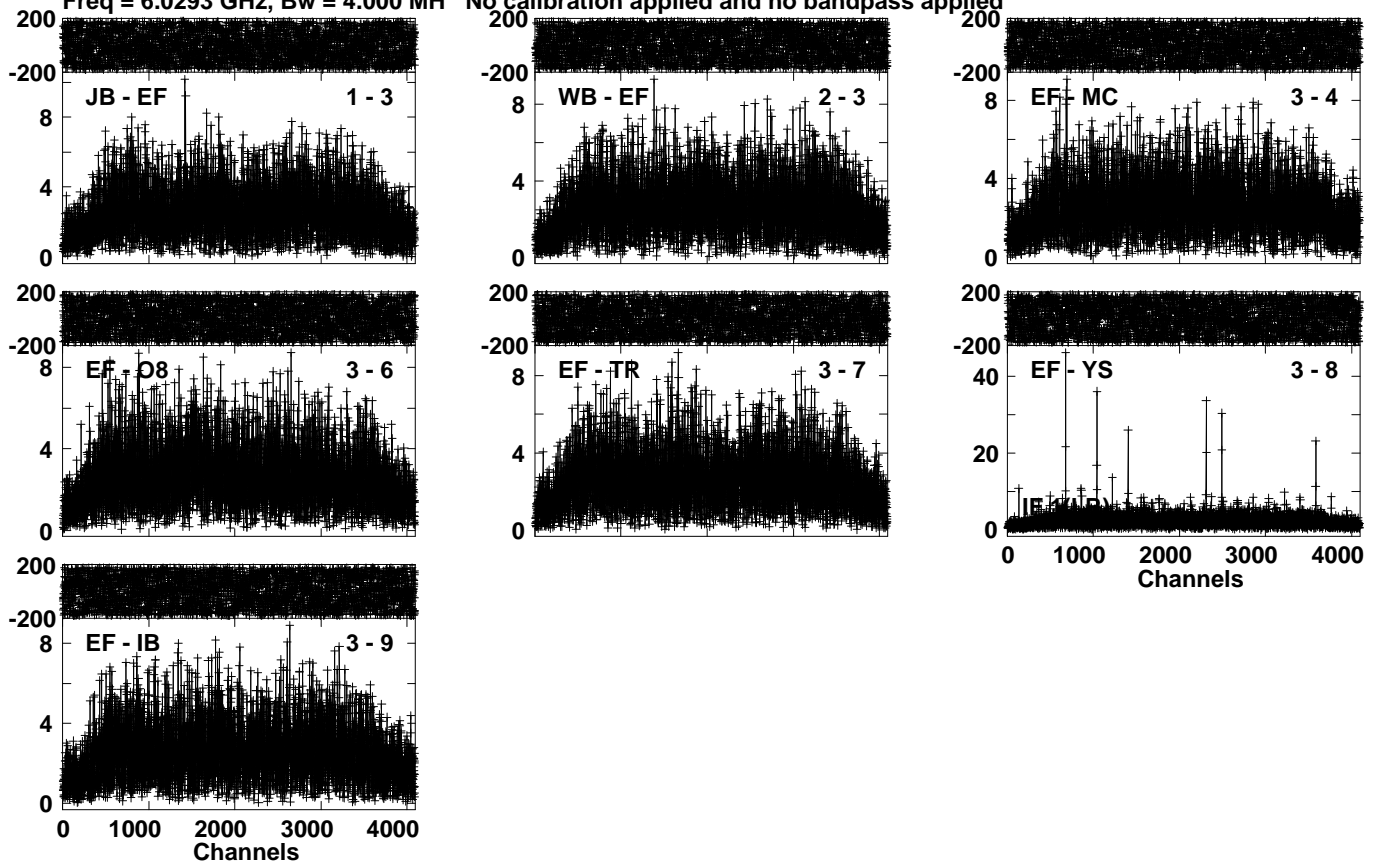 Freq = 6.0293 GHz, Bw = 4.000 MH No calibration applied and no bandpass applied
200
-200
8
4
0
JB - EF 1 - 3
200
-200
8
4
0
WB - EF 2 - 3
200
-200
8
4
0
EF - MC 3 - 4
200
-200
8
4
0
EF - O8 3 - 6
200
-200
8
4
0
EF - TR 3 - 7
200
-200
40
20
0
EF - YS 3 - 8
0 1000 2000 3000 4000
Channels
200
-200
8
4
0
EF - IB 3 - 9
0 1000 2000 3000 4000
Channels